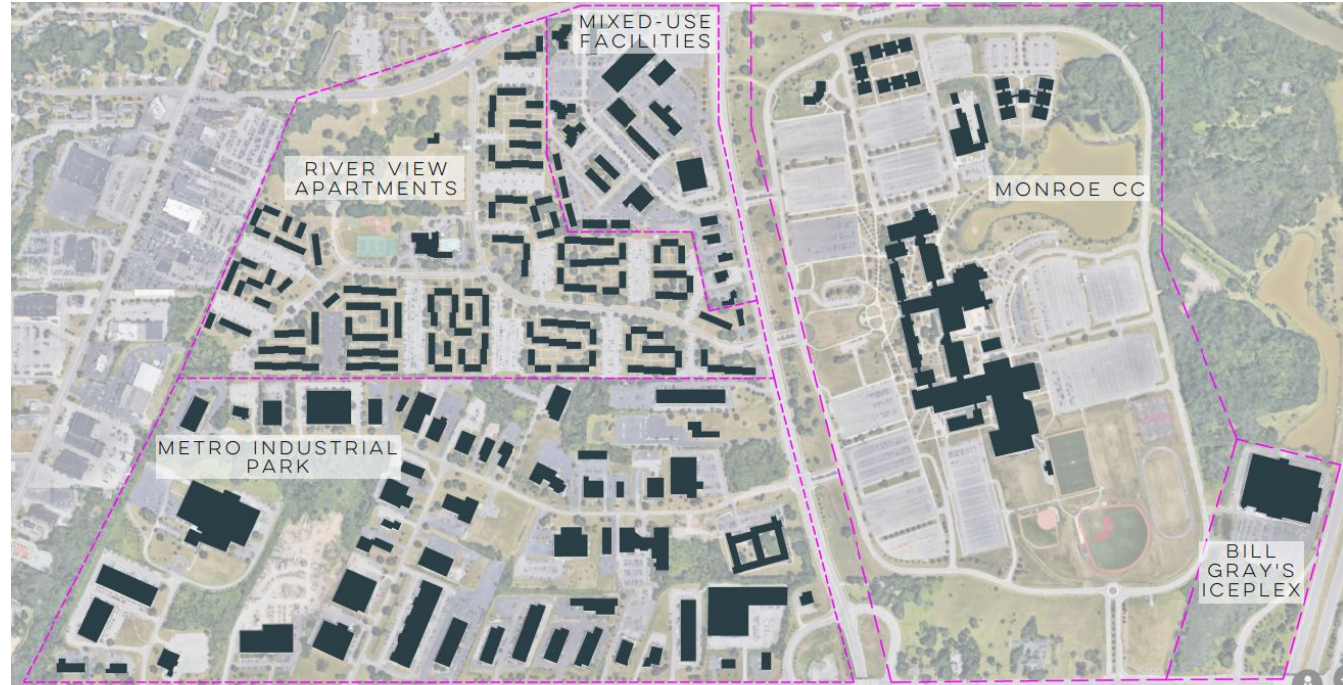 MIXED-USE
FACILITIES
RIVER VIEW
APARTMENTS
MONROE CC
METRO INDUSTRIAL
PARK
BILL
GRAY'S
ICEPLEX